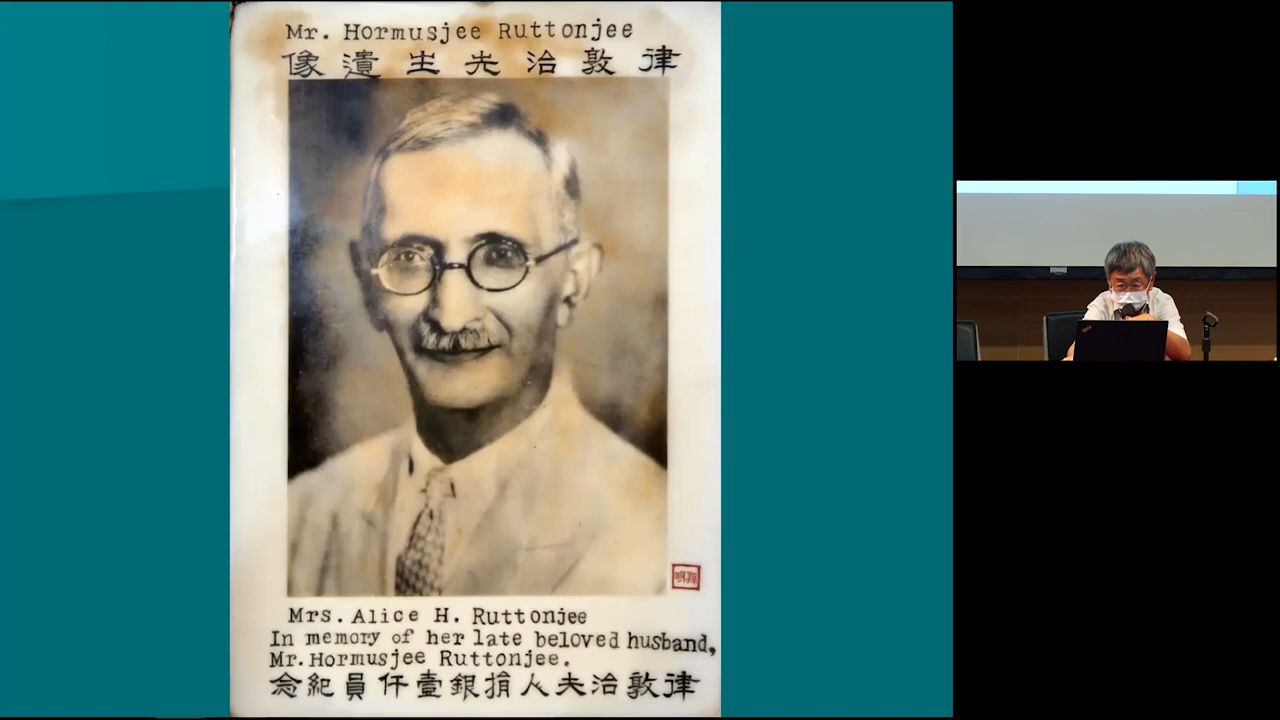 Mr. Hormusjee Ruttonjee
律敦治先生遺像
Mrs. Alice H. Ruttonjee
In memory of her late beloved husband,
Mr. Hormusjee Ruttonjee.
律敦治夫人捐銀壹仟員紀念